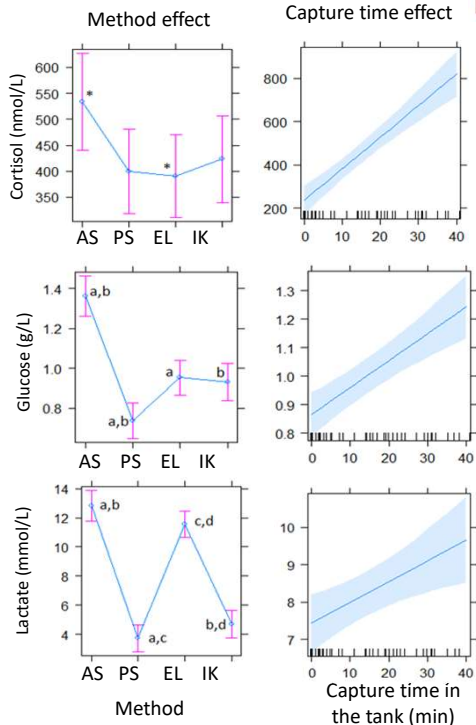 Method effect
Capture time effect
Cortisol (nmol/L)
600
550
500
450
400
350
*
*
AS PS EL IK
800
600
400
200
0 10 20 30 40
Glucose (g/L)
1.4
1.2
1.0
0.8
a,b
a,b
a
b
AS PS EL IK
1.3
1.2
1.1
1.0
0.9
0.8
0 10 20 30 40
Lactate (mmol/L)
14
12
10
8
6
4
a,b
a,c
c,d
b,d
AS PS EL IK
Method
10
9
8
7
0 10 20 30 40
Capture time in
the tank (min)